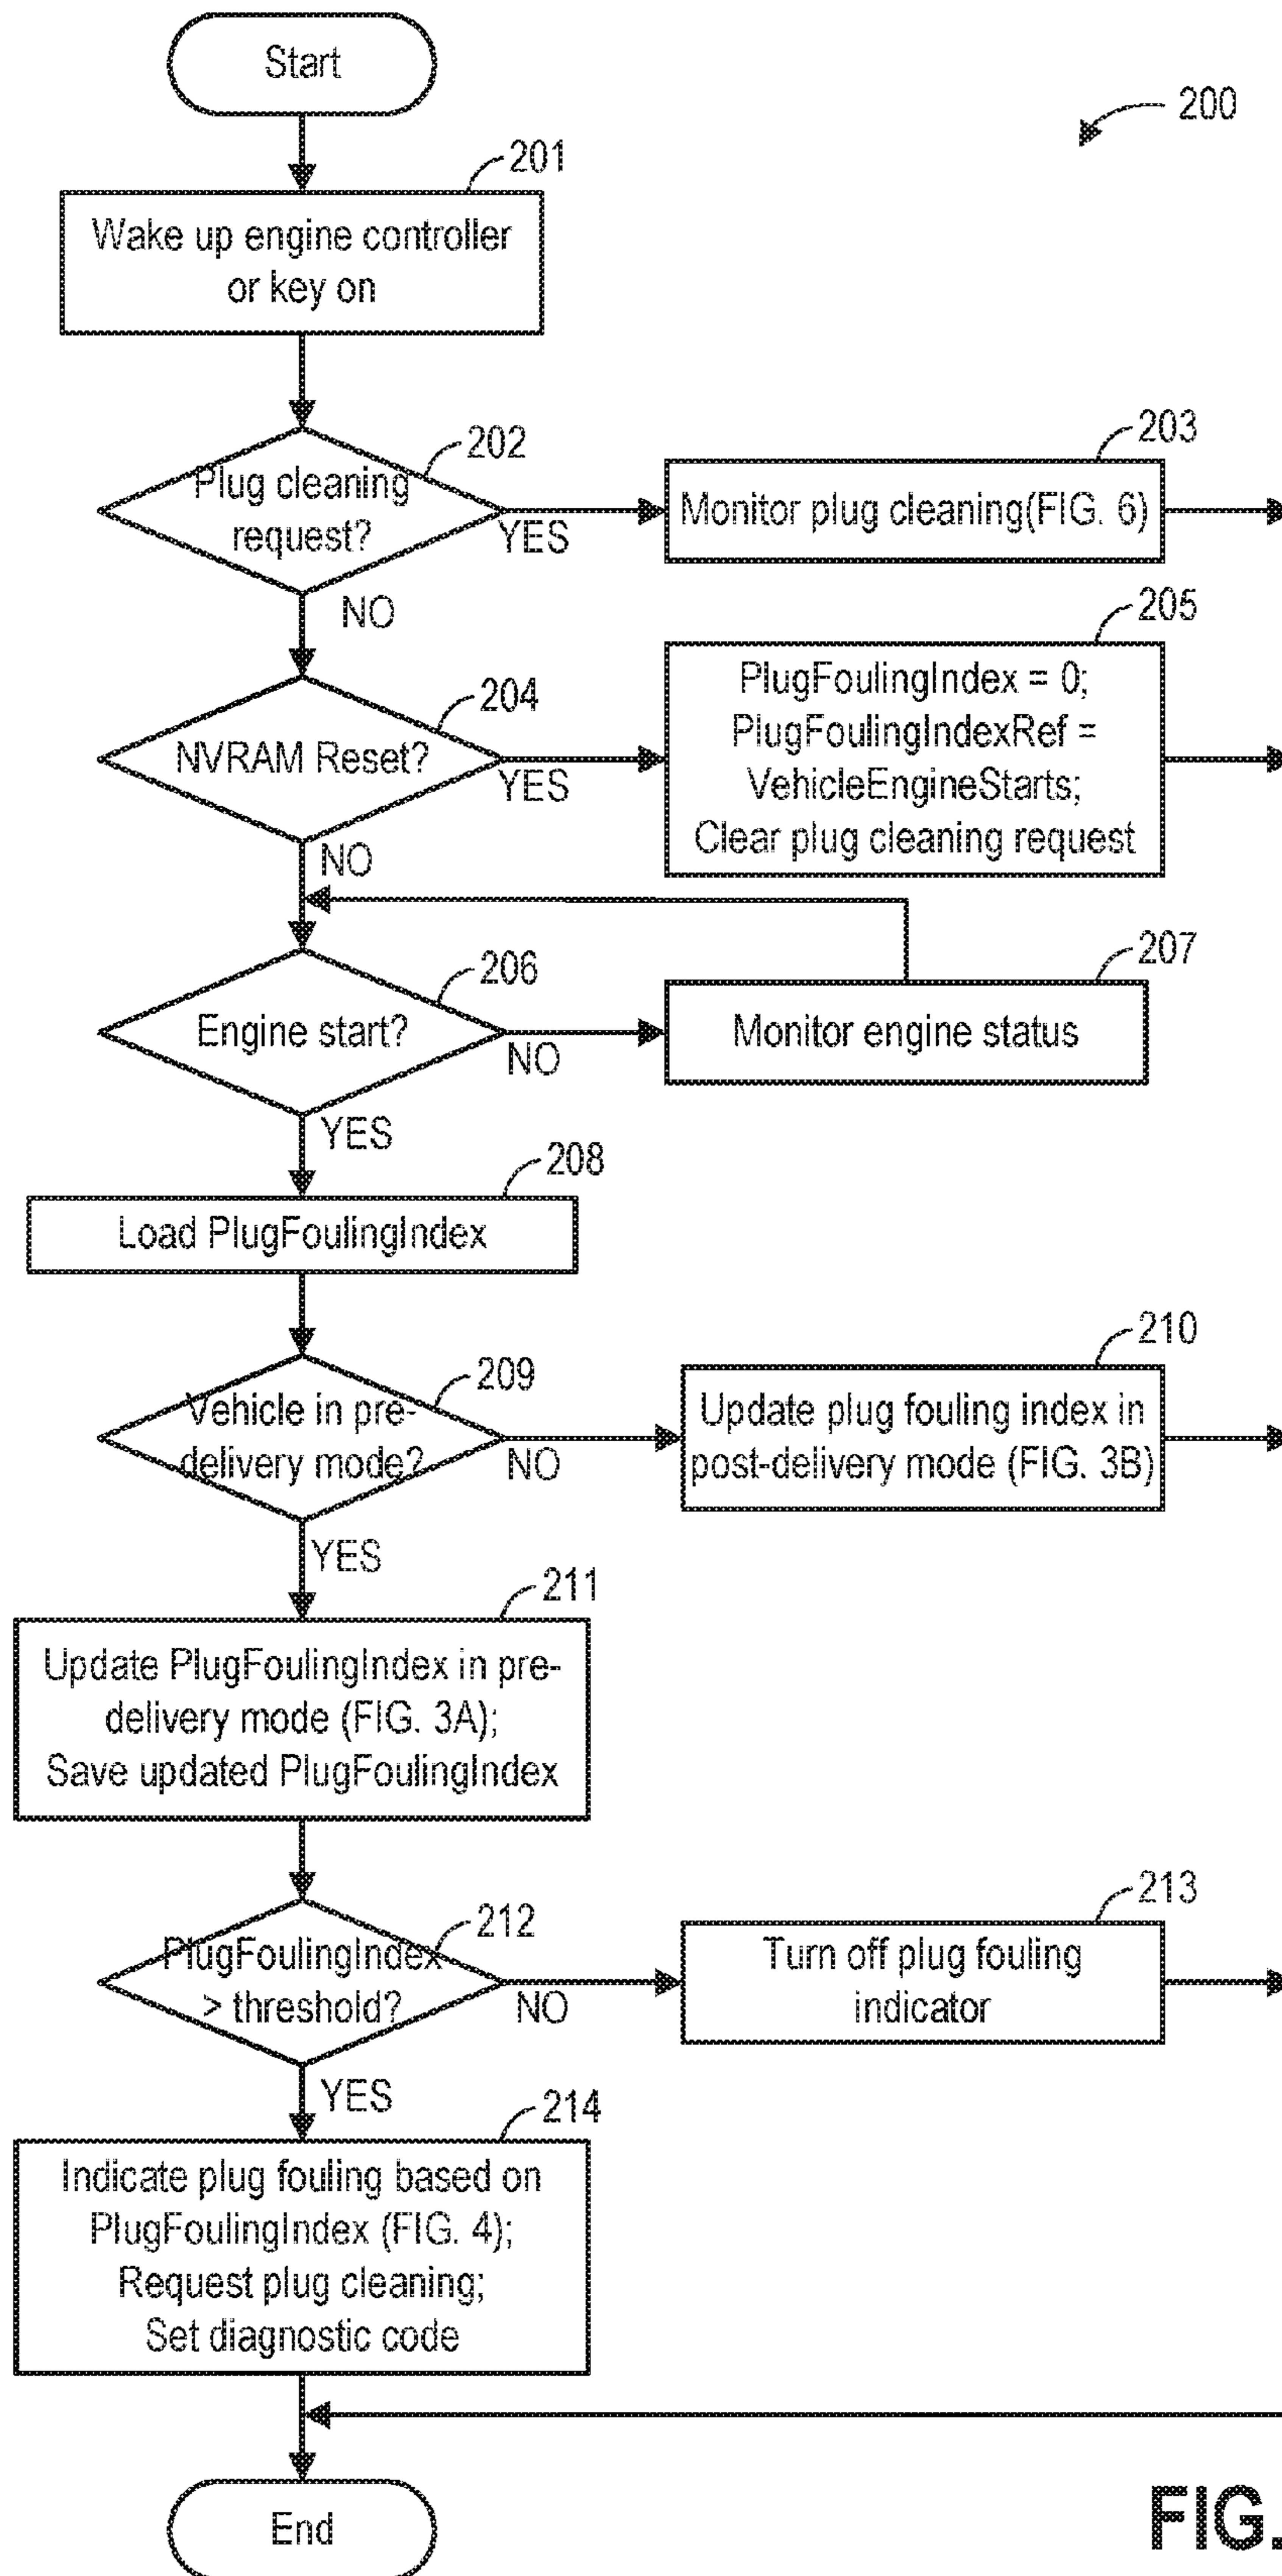 Start
200
201
Wake up engine controller
or key on
202
Plug cleaning
request?
YES
NO
203
Monitor plug cleaning(FIG. 6)
204
NVRAM Reset?
YES
NO
205
PlugFoulingIndex = 0;
PlugFoulingIndexRef =
VehicleEngineStarts;
Clear plug cleaning request
206
Engine start?
NO
YES
207
Monitor engine status
208
Load PlugFoulingIndex
209
Vehicle in pre-
delivery mode?
NO
YES
210
Update plug fouling index in
post-delivery mode (FIG. 3B)
211
Update PlugFoulingIndex in pre-
delivery mode (FIG. 3A);
Save updated PlugFoulingIndex
212
PlugFoulingIndex
> threshold?
NO
YES
213
Turn off plug fouling
indicator
214
Indicate plug fouling based on
PlugFoulingIndex (FIG. 4);
Request plug cleaning;
Set diagnostic code
End
FIG.